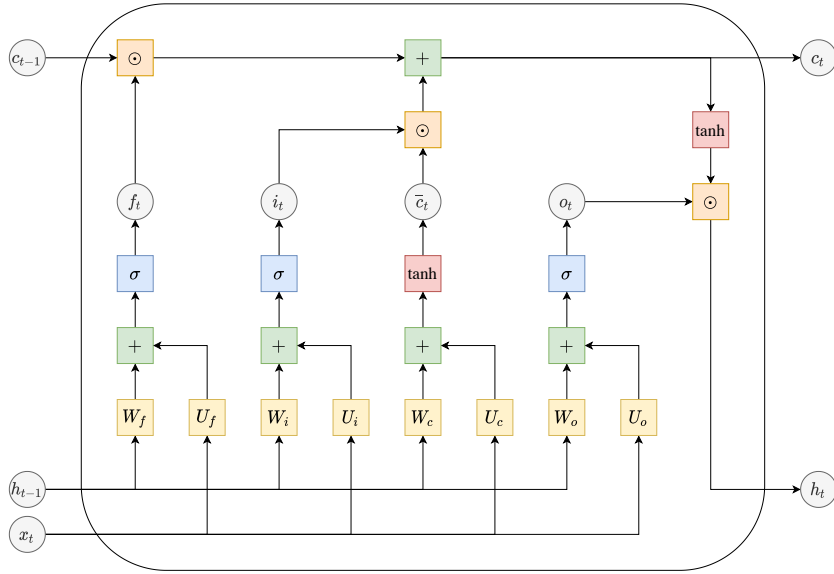 c_{t-1} ⊙ + c_t
⊙ tanh
f_t i_t c̄_t o_t ⊙
σ σ tanh σ
+ + + +
W_f U_f W_i U_i W_c U_c W_o U_o
h_{t-1} h_t
x_t